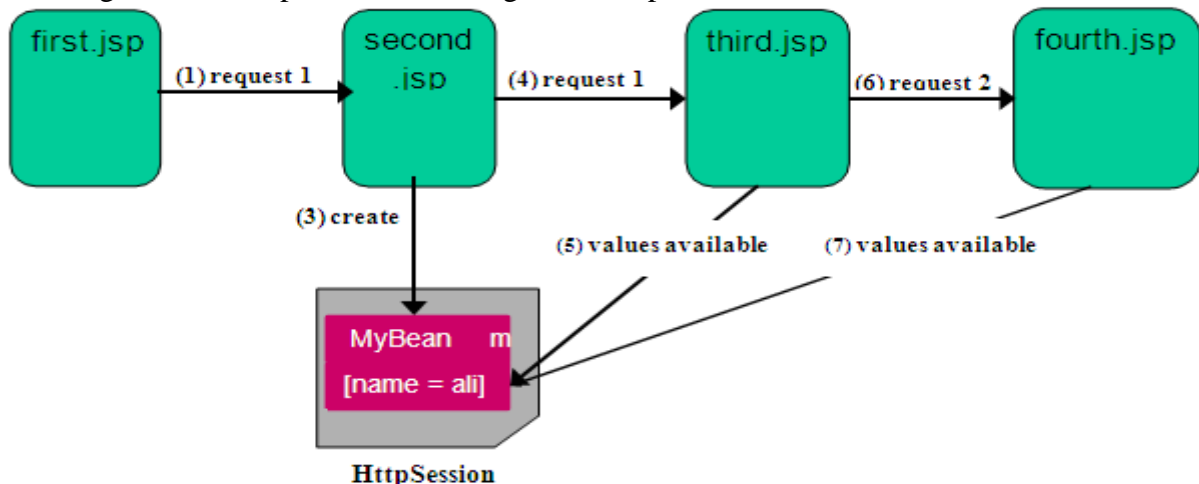 first.jsp
second
.jsp
third.jsp
fourth.jsp
(1) request 1
(4) request 1
(6) request 2
(3) create
(5) values available
(7) values available
MyBean m
[name = ali]
HttpSession